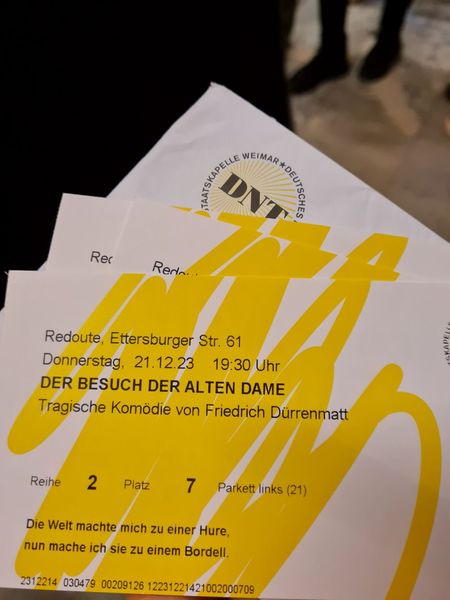 STAATSKAPELLE WEIMAR★DEUTSCHES
DNT
Redoute, Ettersburger Str. 61
Donnerstag, 21.12.23 19:30 Uhr
DER BESUCH DER ALTEN DAME
Tragische Komödie von Friedrich Dürrenmatt
Reihe 2 Platz 7 Parkett links (21)
Die Welt machte mich zu einer Hure,
nun mache ich sie zu einem Bordell.
2312214 030479 00209126 12231221421002000709